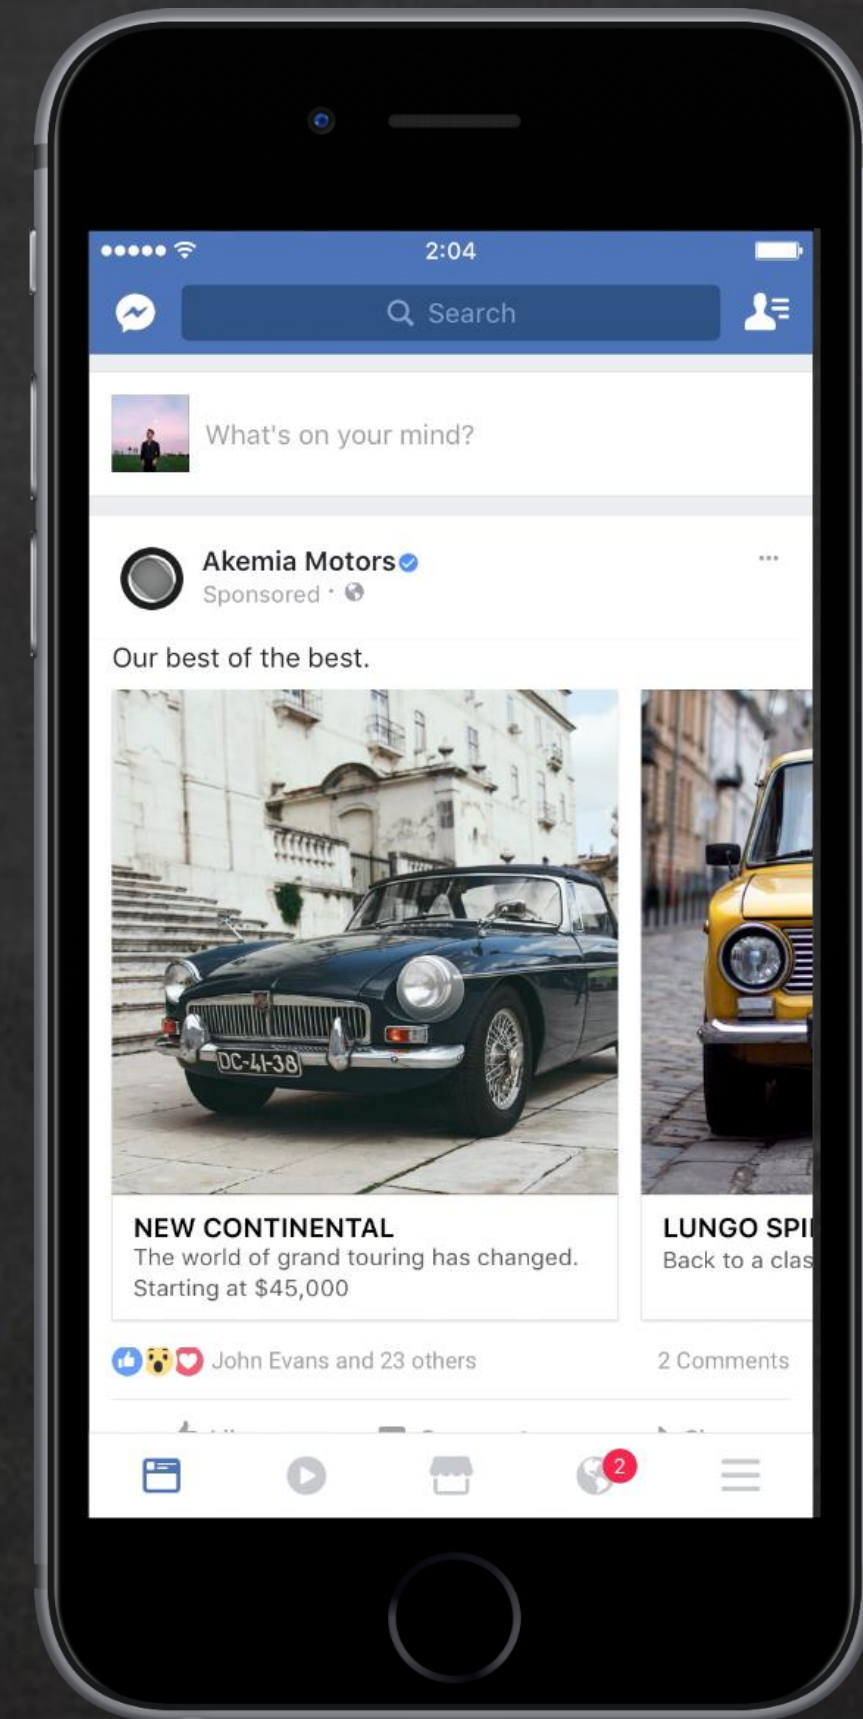 2:04
Search
What's on your mind?
Akemia Motors
Sponsored ·
Our best of the best.
DC-41-38
NEW CONTINENTAL
The world of grand touring has changed.
Starting at $45,000
LUNGO
Back to a
John Evans and 23 others
2 Comments
2